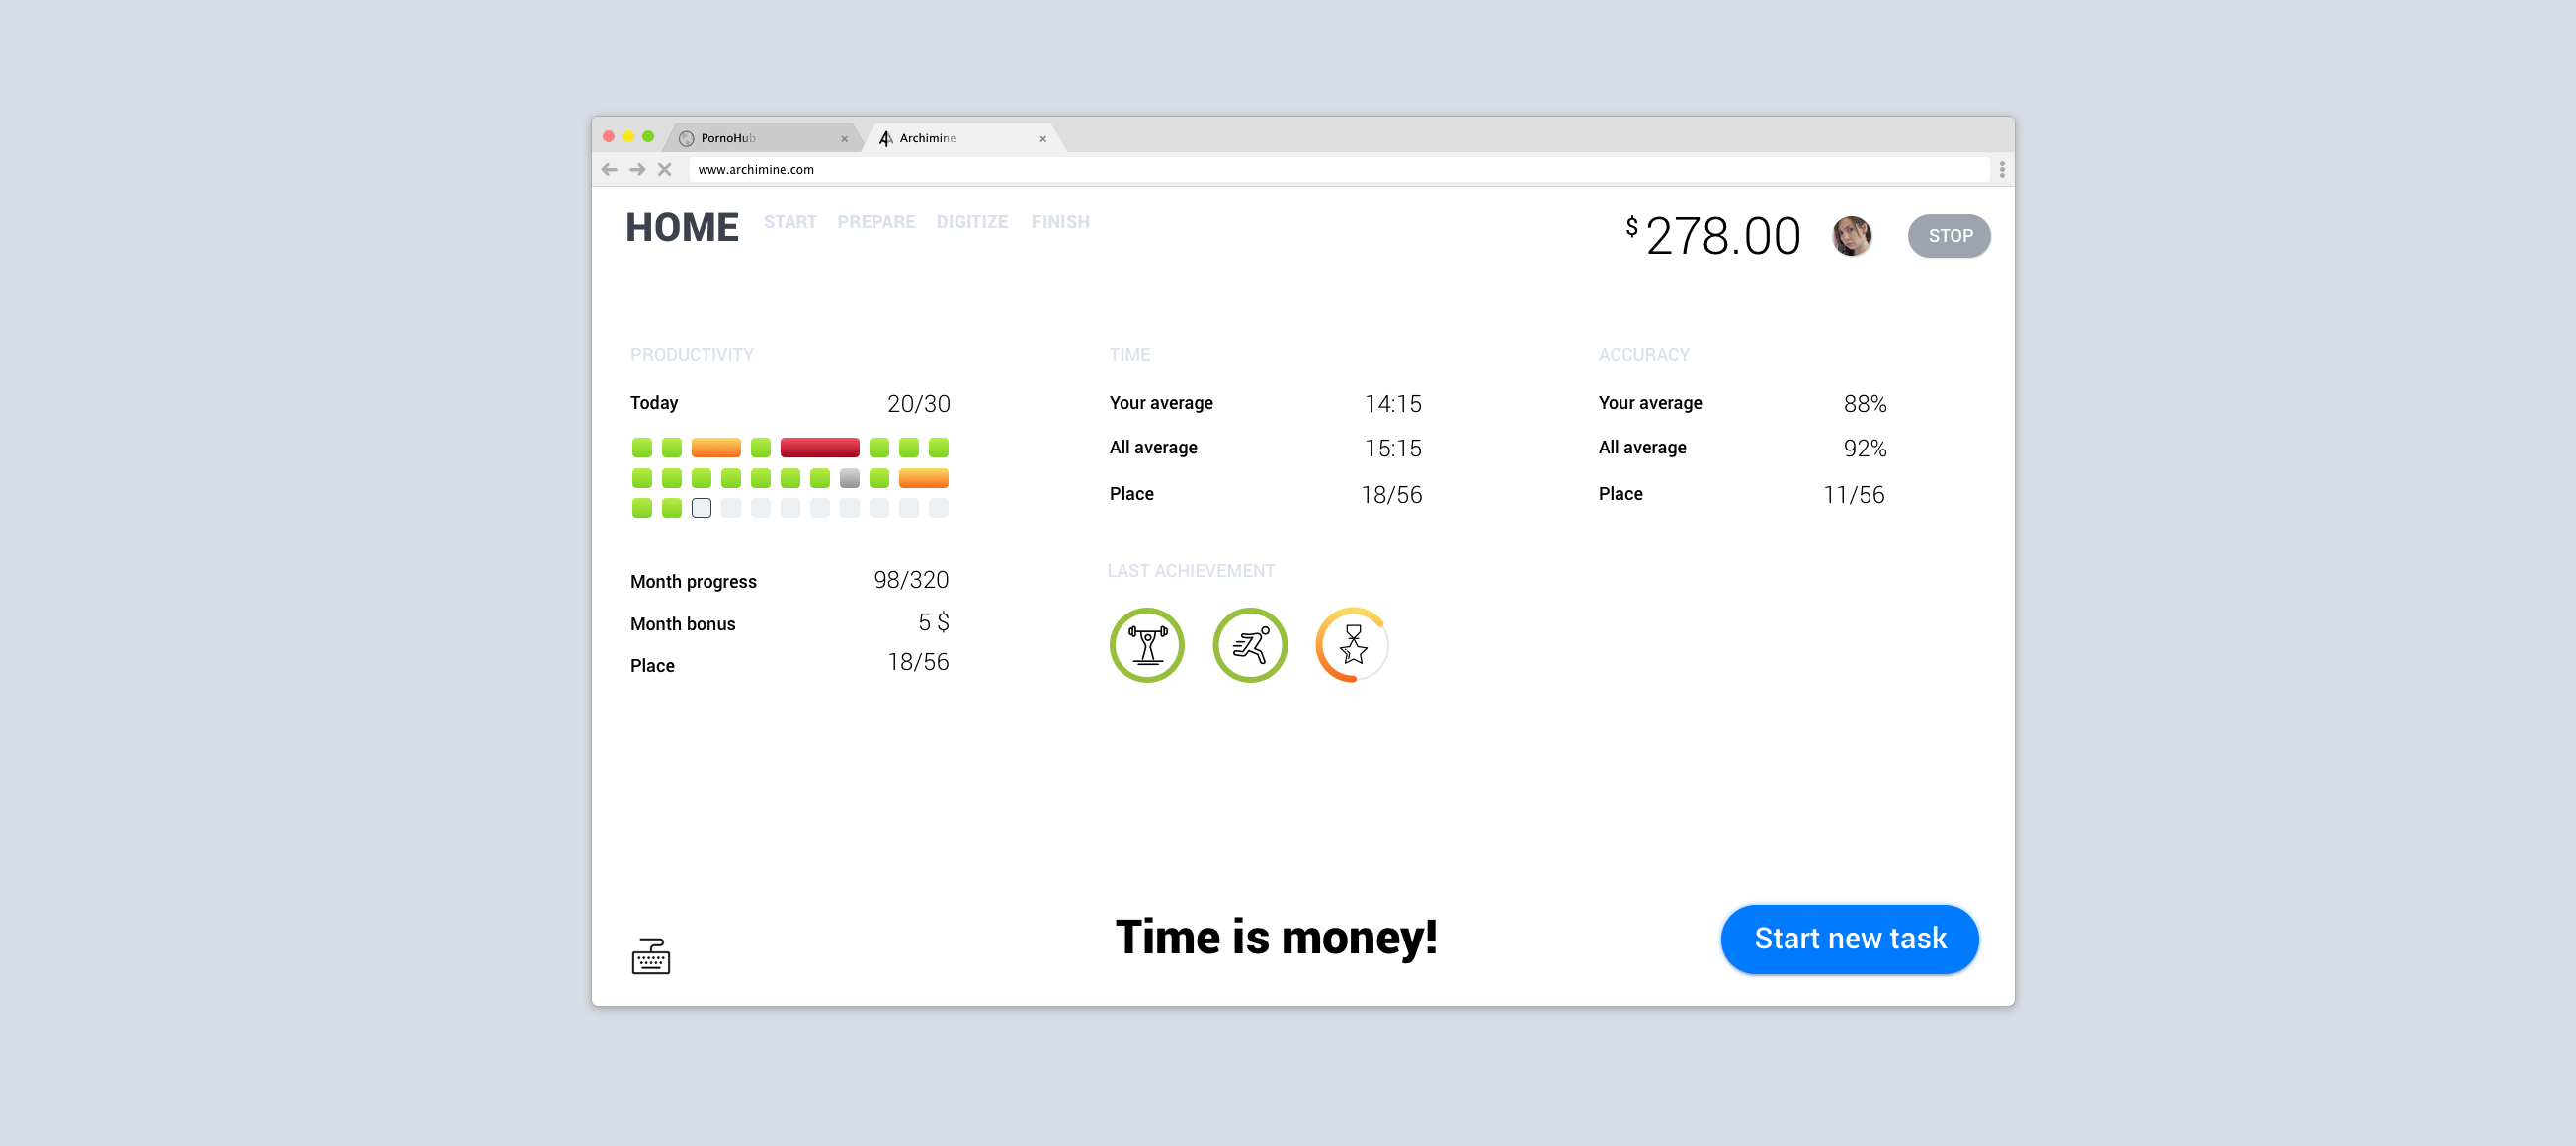 PornoHub
Archimine
www.archimine.com
HOME START PREPARE DIGITIZE FINISH
$278.00
STOP
PRODUCTIVITY
Today 20/30
Month progress 98/320
Month bonus 5 $
Place 18/56
TIME
Your average 14:15
All average 15:15
Place 18/56
LAST ACHIEVEMENT
ACCURACY
Your average 88%
All average 92%
Place 11/56
Time is money!
Start new task